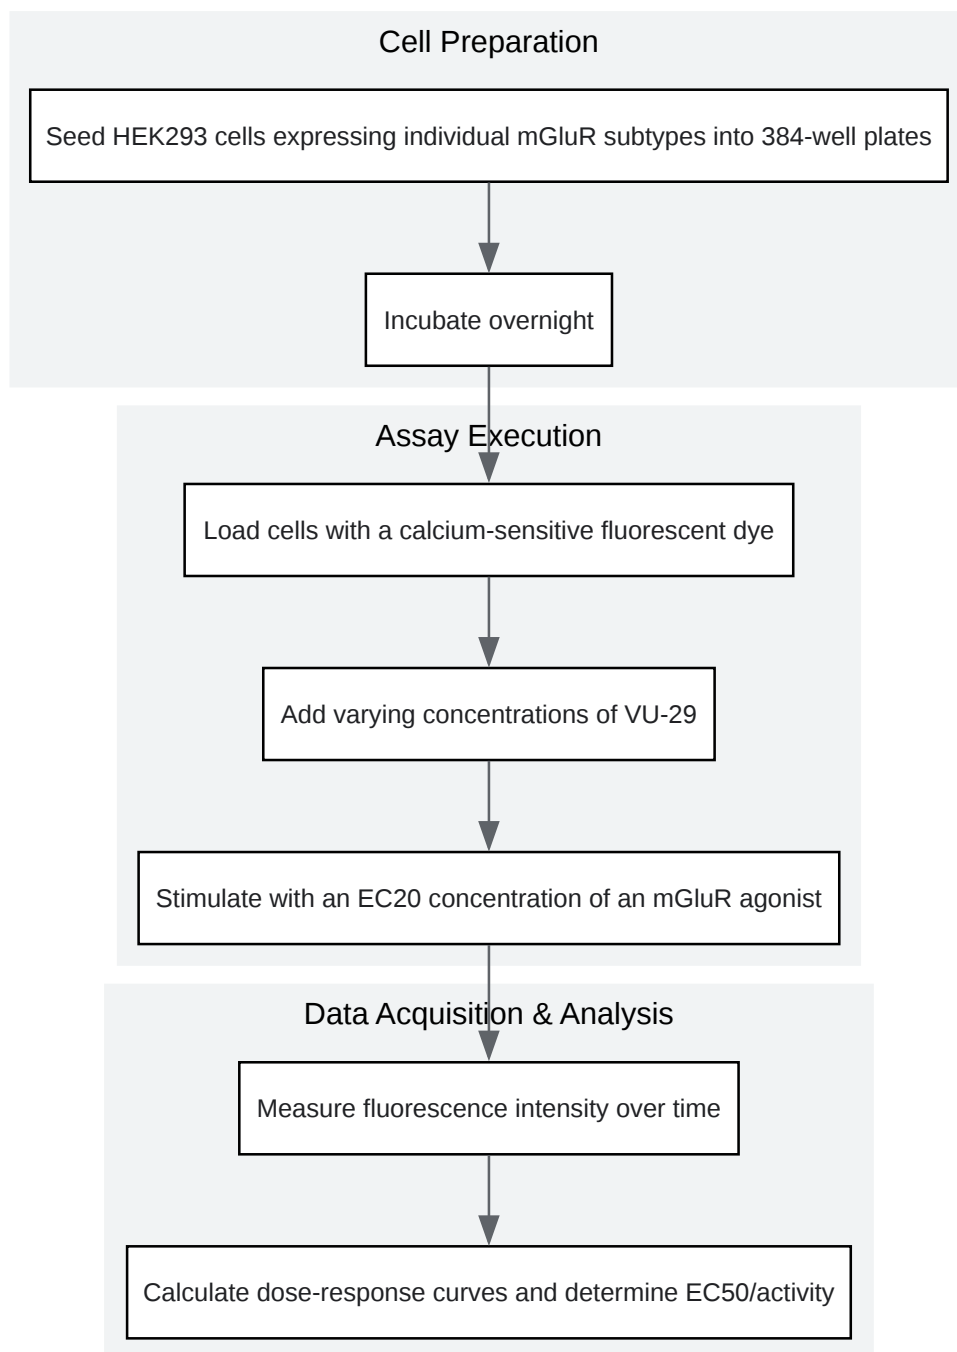 Cell Preparation
Seed HEK293 cells expressing individual mGluR subtypes into 384-well plates
Incubate overnight
Assay Execution
Load cells with a calcium-sensitive fluorescent dye
Add varying concentrations of VU-29
Stimulate with an EC20 concentration of an mGluR agonist
Data Acquisition & Analysis
Measure fluorescence intensity over time
Calculate dose-response curves and determine EC50/activity